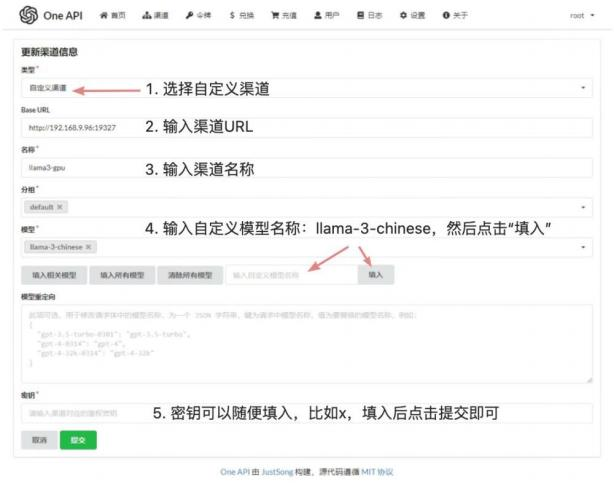 One API 首页 渠道 令牌 $ 兑换 充值 用户 日志 设置 关于 root
更新渠道信息
类型*
自定义渠道 1. 选择自定义渠道
Base URL
http://192.168.9.96:19327 2. 输入渠道URL
名称*
llama3-gpu 3. 输入渠道名称
分组*
default ×
模型* 4. 输入自定义模型名称：llama-3-chinese，然后点击“填入”
llama-3-chinese ×
填入相关模型 填入所有模型 清除所有模型 输入自定义模型名称 填入
模型重定向
此项可选，用于修改请求体中的模型名称，为一个 JSON 字符串，键为请求中模型名称，值为要替换的模型名称，例如：
{
"gpt-3.5-turbo-0301": "gpt-3.5-turbo",
"gpt-4-0314": "gpt-4",
"gpt-4-32k-0314": "gpt-4-32k"
}
密钥*
请输入渠道对应的鉴权密钥 5. 密钥可以随便填入，比如x，填入后点击提交即可
取消 提交
One API 由 JustSong 构建，源代码遵循 MIT 协议